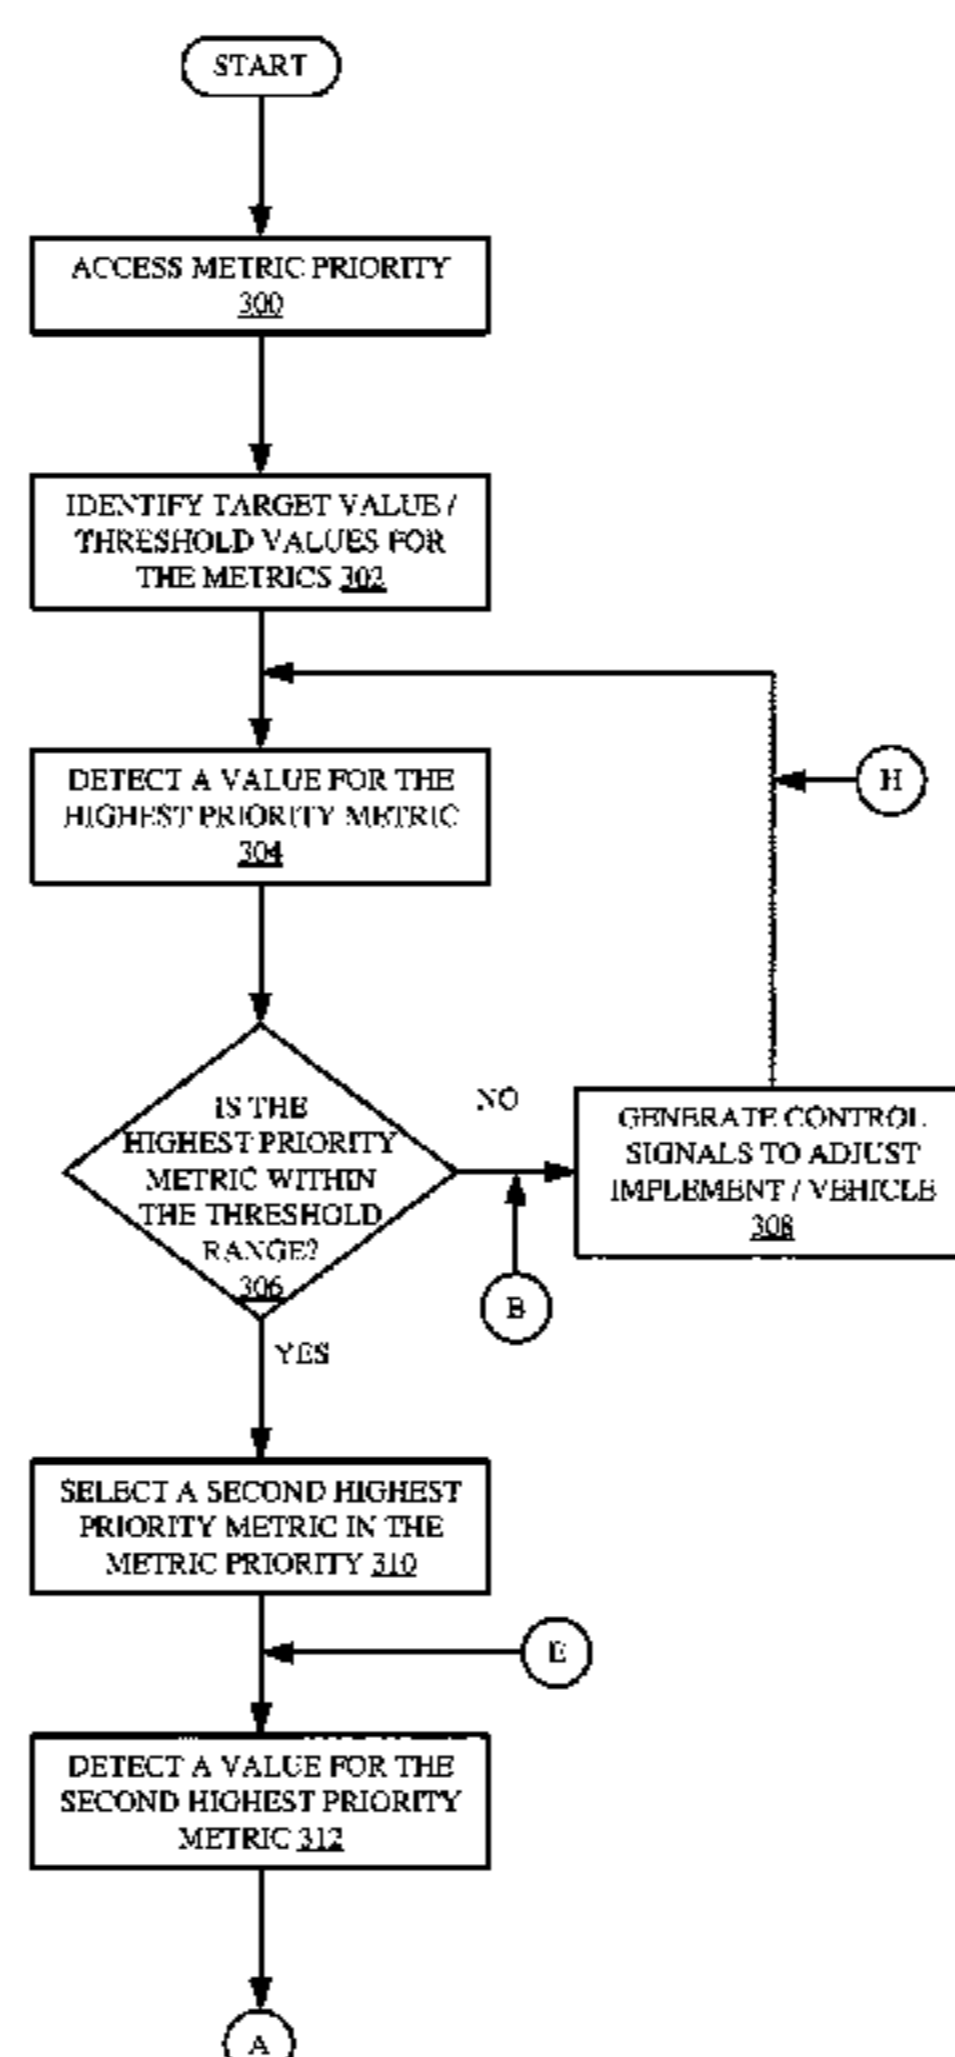 START
ACCESS METRIC PRIORITY
300
IDENTIFY TARGET VALUE /
THRESHOLD VALUES FOR
THE METRICS 302
DETECT A VALUE FOR THE
HIGHEST PRIORITY METRIC
304
H
IS THE
HIGHEST PRIORITY
METRIC WITHIN
THE THRESHOLD
RANGE?
306
NO
GENERATE CONTROL
SIGNALS TO ADJUST
IMPLEMENT / VEHICLE
308
B
YES
SELECT A SECOND HIGHEST
PRIORITY METRIC IN THE
METRIC PRIORITY 310
E
DETECT A VALUE FOR THE
SECOND HIGHEST PRIORITY
METRIC 312
A